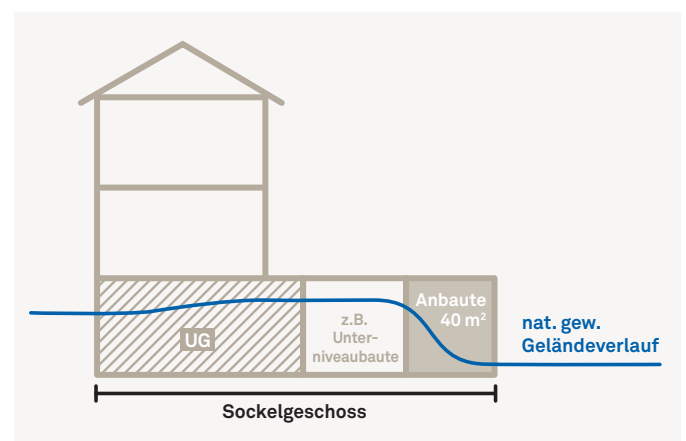 Anbaute
40 m²
z.B.
Unter-
niveaubaute
UG
nat. gew.
Geländeverlauf
Sockelgeschoss